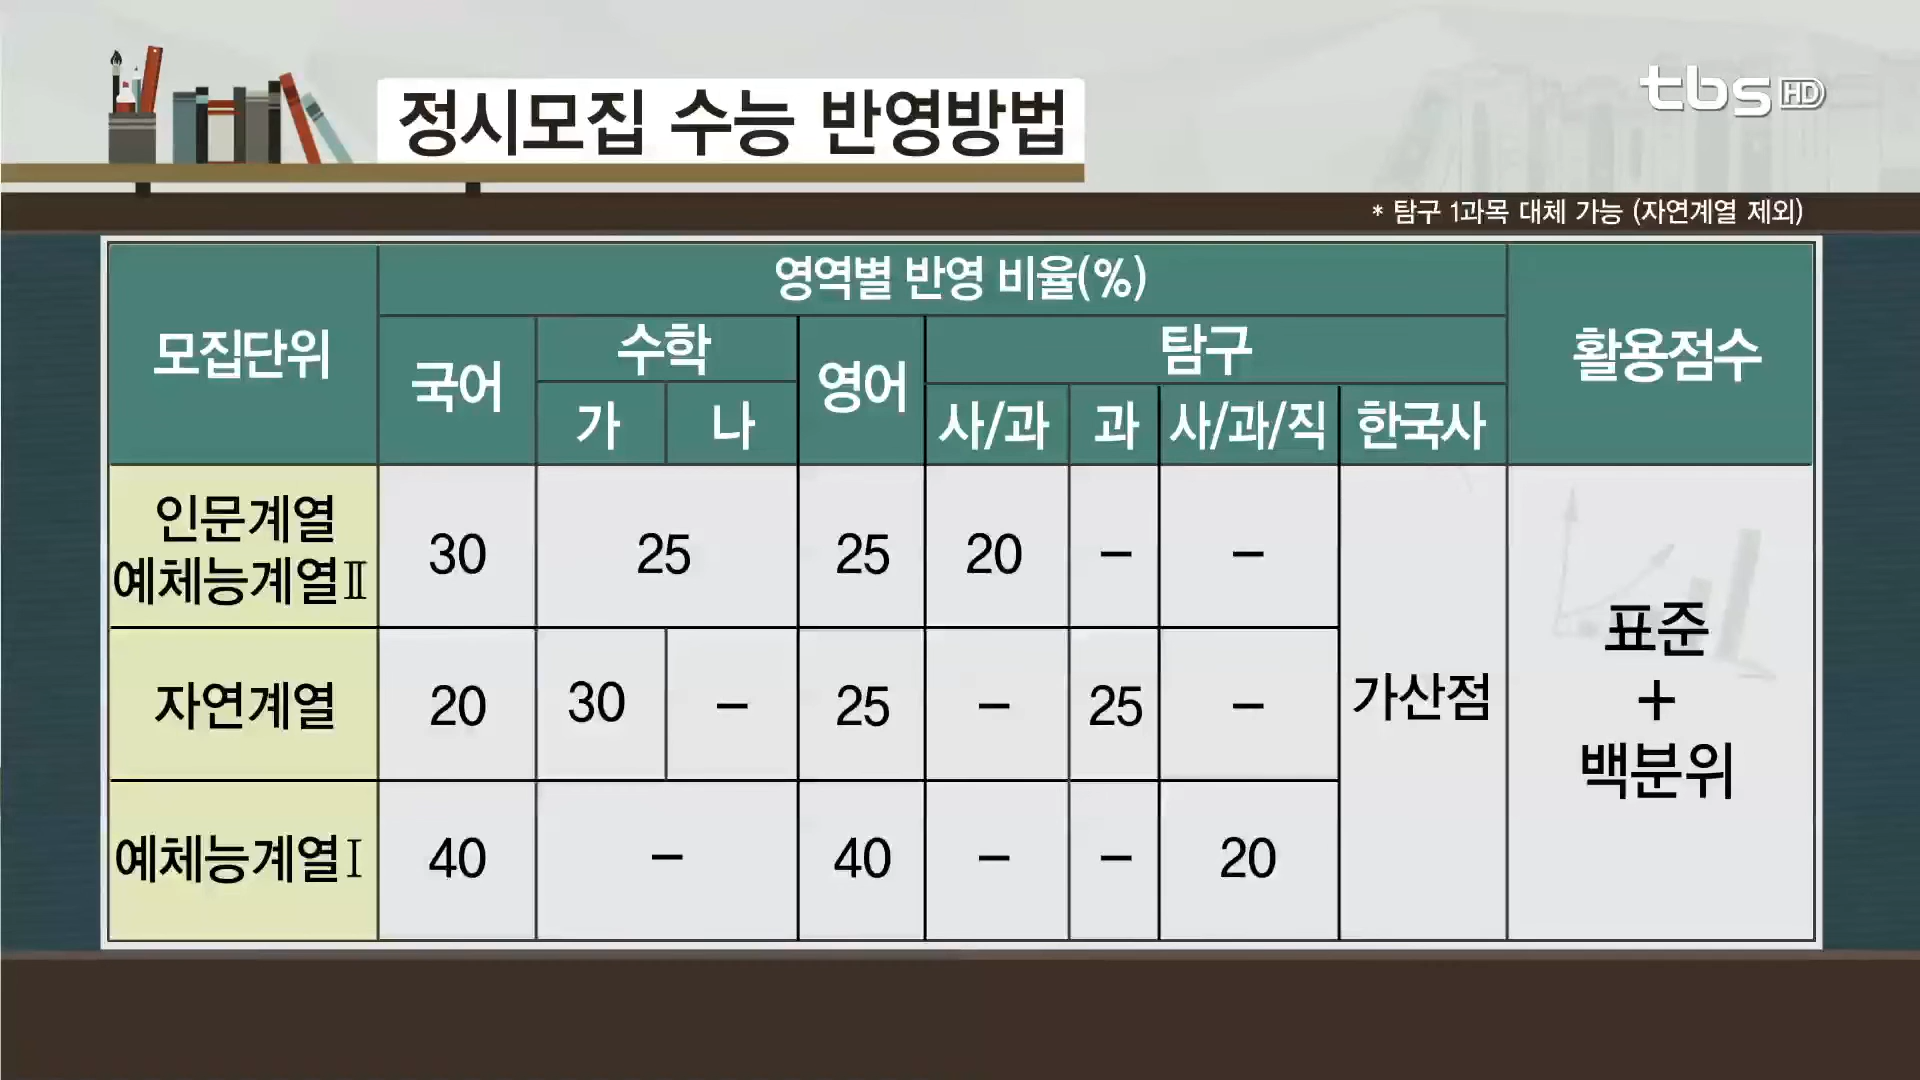 정시모집 수능 반영방법
tbs HD
* 탐구 1과목 대체 가능 (자연계열 제외)
모집단위
영역별 반영 비율(%)
활용점수
국어
수학
영어
탐구
가
나
사/과
과
사/과/직
한국사
인문계열
예체능계열Ⅱ
30
25
25
20
–
–
자연계열
20
30
–
25
–
25
–
예체능계열Ⅰ
40
–
40
–
–
20
가산점
표준
+
백분위